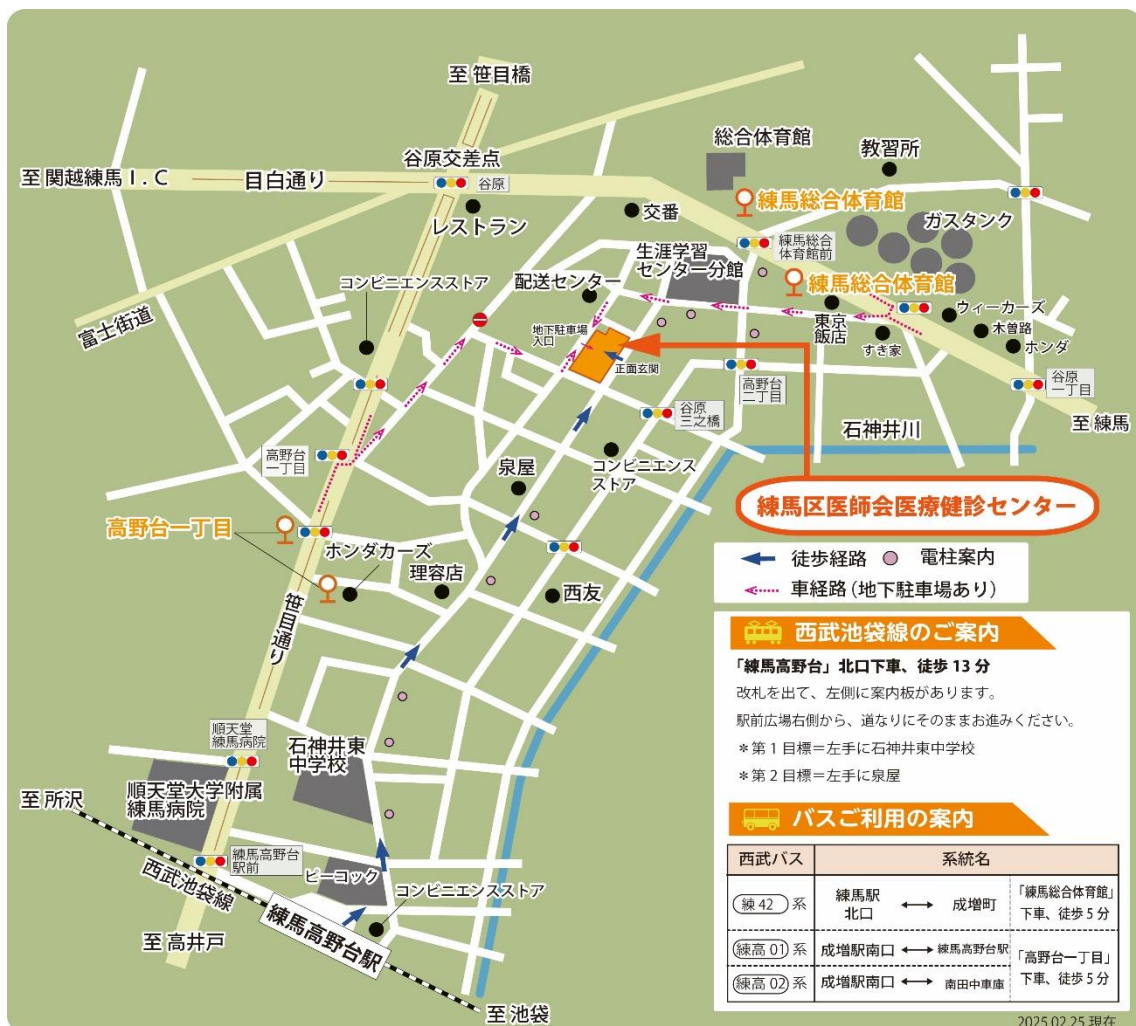 至 笹目橋
谷原交差点
総合体育館
教習所
至 関越練馬 I . C
目白通り
谷原
練馬総合体育館
レストラン
交番
ガスタンク
練馬総合
体育館前
生涯学習
センター分館
コンビニエンスストア
配送センター
練馬総合体育館
富士街道
地下駐車場
入口
東京
飯店
ウィーカーズ
木曽路
すき家
ホンダ
正面玄関
高野台
二丁目
谷原
一丁目
谷原
三之橋
至 練馬
石神井川
高野台
一丁目
泉屋
コンビニエンス
ストア
練馬区医師会医療健診センター
高野台一丁目
ホンダカーズ
理容店
西友
徒歩経路
電柱案内
車経路 (地下駐車場あり)
笹目通り
西武池袋線のご案内
「練馬高野台」北口下車、徒歩 13 分
改札を出て、左側に案内板があります。
駅前広場右側から、道なりにそのままお進みください。
＊第 1 目標＝左手に石神井東中学校
＊第 2 目標＝左手に泉屋
順天堂
練馬病院
石神井東
中学校
順天堂大学附属
練馬病院
至 所沢
練馬高野台
駅前
西武池袋線
ピーコック
コンビニエンスストア
練馬高野台駅
至 高井戸
至 池袋
バスご利用の案内
西武バス 系統名
練 42 系 練馬駅北口 ⟷ 成増町 「練馬総合体育館」下車、徒歩 5 分
練高 01 系 成増駅南口 ⟷ 練馬高野台駅 「高野台一丁目」下車、徒歩 5 分
練高 02 系 成増駅南口 ⟷ 南田中車庫
2025.02.25 現在